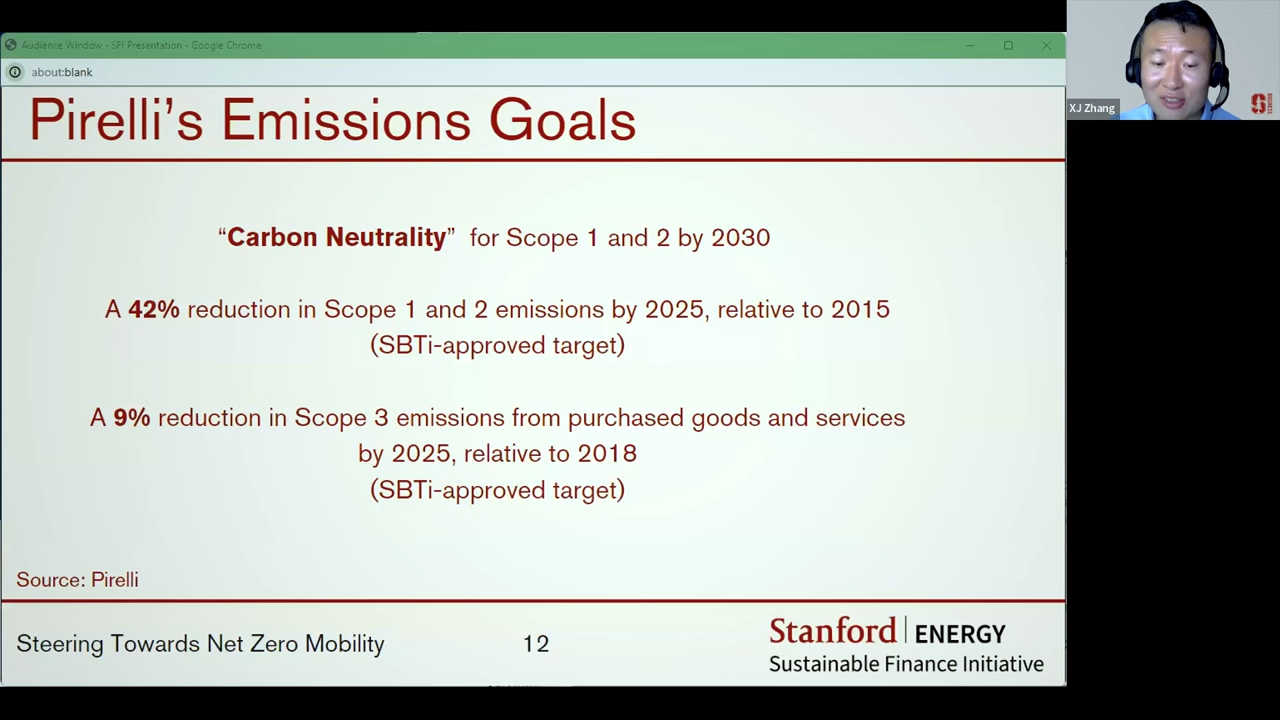 Audience Window - SFI Presentation - Google Chrome
about:blank
Pirelli's Emissions Goals
“Carbon Neutrality” for Scope 1 and 2 by 2030
A 42% reduction in Scope 1 and 2 emissions by 2025, relative to 2015
(SBTi-approved target)
A 9% reduction in Scope 3 emissions from purchased goods and services
by 2025, relative to 2018
(SBTi-approved target)
Source: Pirelli
Steering Towards Net Zero Mobility
12
Stanford | ENERGY
Sustainable Finance Initiative
XJ Zhang